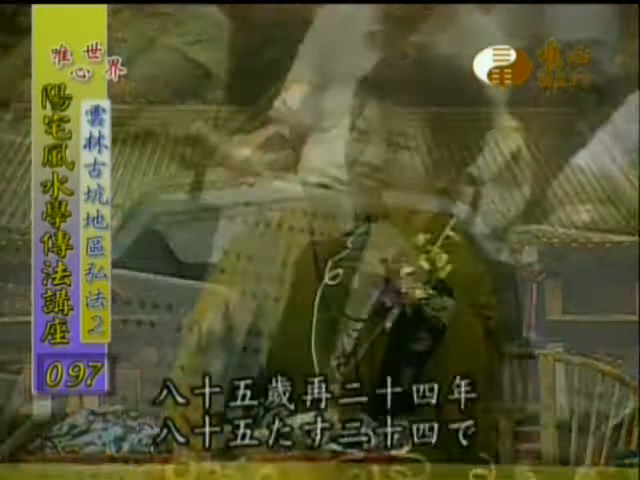 唯心世界
陽宅風水學傳法講座
雲林古坑地區弘法2
097
八十五歲再二十四年
八十五たす二十四で